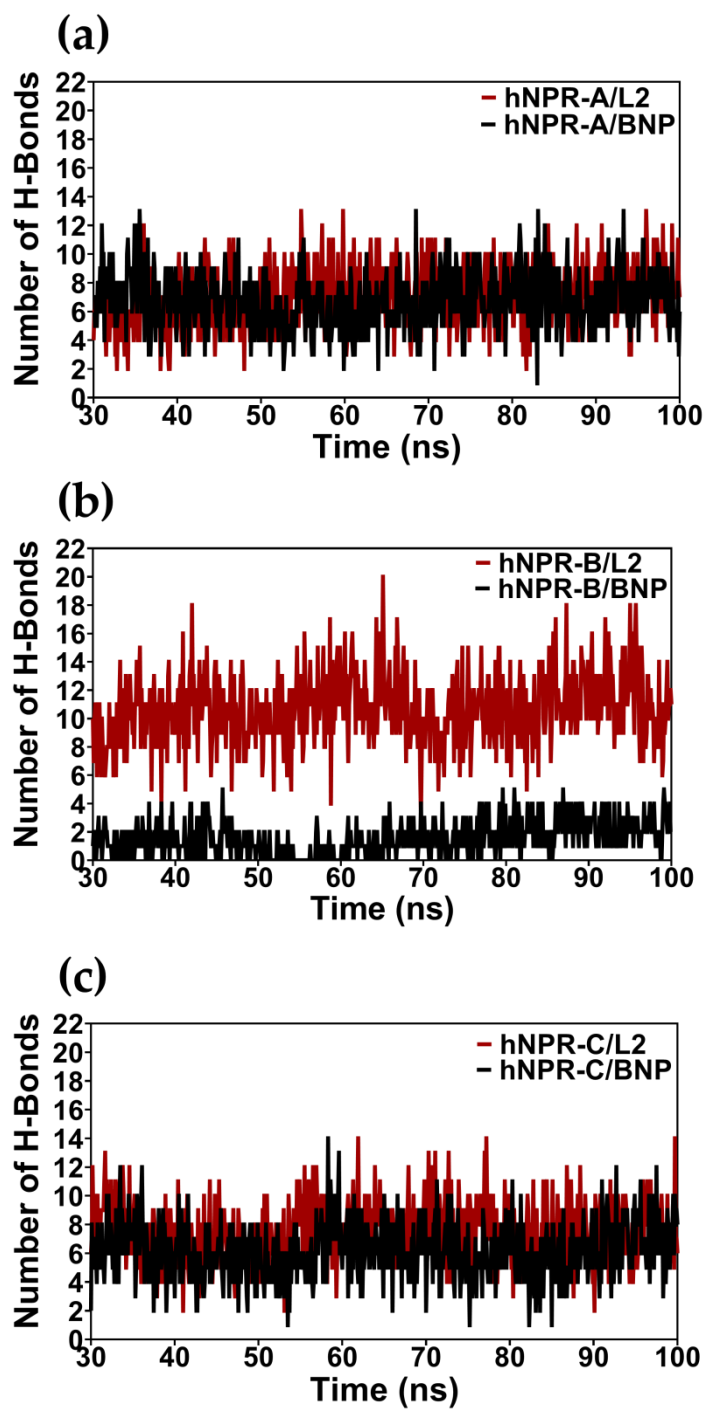 (a)
Number of H-Bonds
22
20
18
16
14
12
10
8
6
4
2
0
hNPR-A/L2
hNPR-A/BNP
30 40 50 60 70 80 90 100
Time (ns)
(b)
Number of H-Bonds
22
20
18
16
14
12
10
8
6
4
2
0
hNPR-B/L2
hNPR-B/BNP
30 40 50 60 70 80 90 100
Time (ns)
(c)
Number of H-Bonds
22
20
18
16
14
12
10
8
6
4
2
0
hNPR-C/L2
hNPR-C/BNP
30 40 50 60 70 80 90 100
Time (ns)